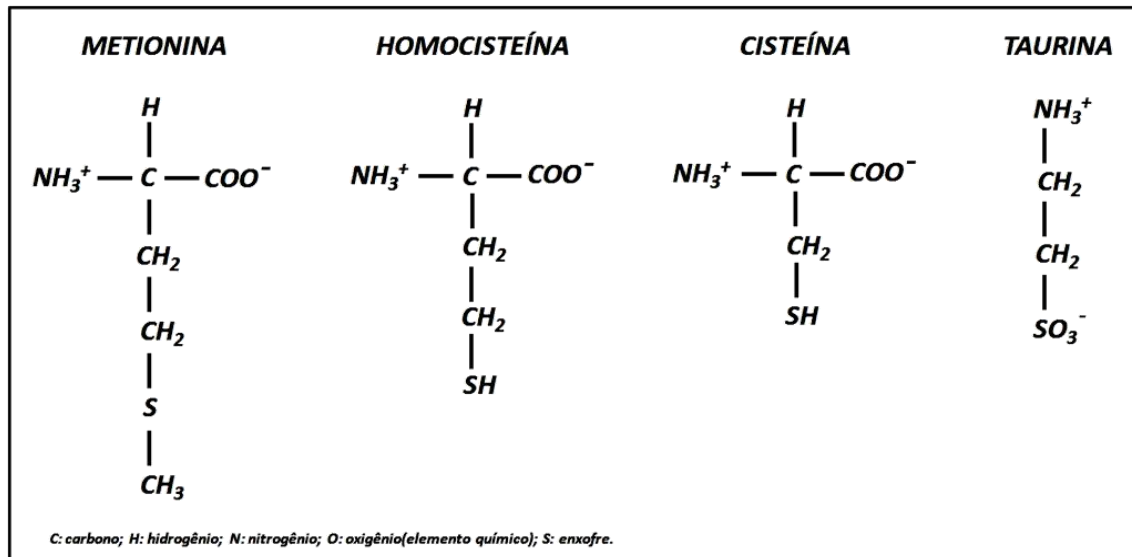 METIONINA HOMOCISTEÍNA CISTEÍNA TAURINA
H H H NH₃⁺
NH₃⁺ C COO⁻ NH₃⁺ C COO⁻ NH₃⁺ C COO⁻ CH₂
CH₂ CH₂ CH₂ CH₂
CH₂ CH₂ SH SO₃⁻
S SH
CH₃
C: carbono; H: hidrogênio; N: nitrogênio; O: oxigênio(elemento químico); S: enxofre.